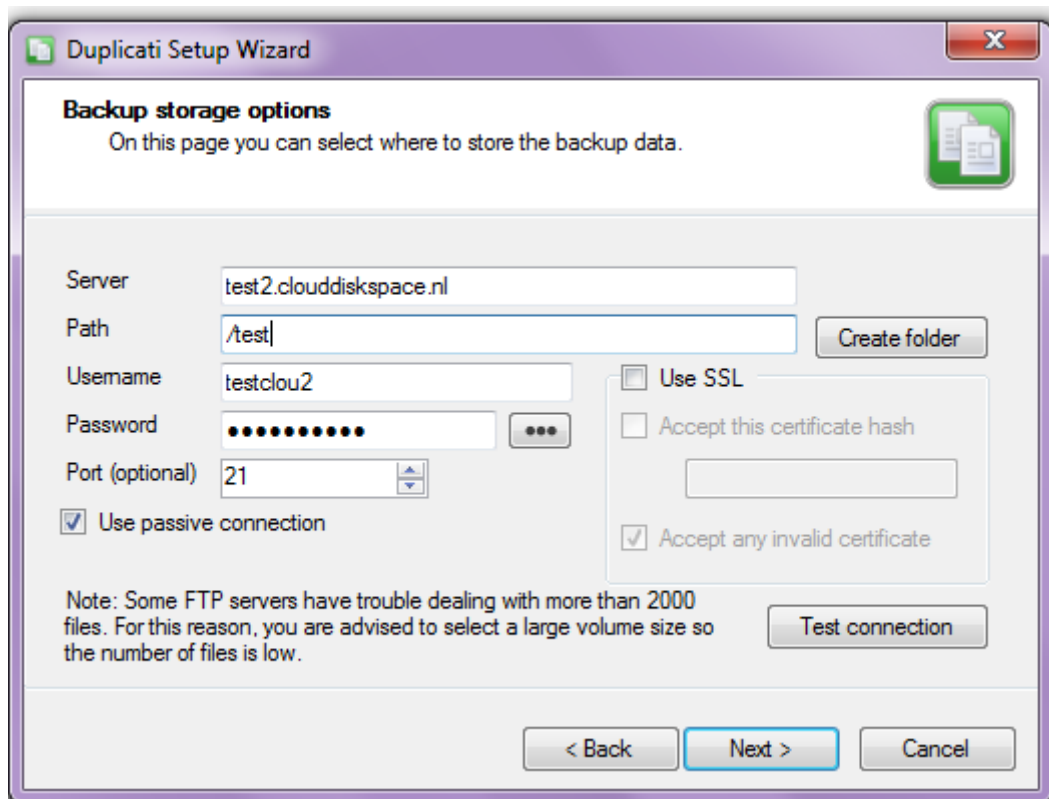 Duplicati Setup Wizard
Backup storage options
On this page you can select where to store the backup data.
Server
test2.clouddiskspace.nl
Path
/test
Create folder
Username
testclou2
Use SSL
Password
●●●●●●●●●●
●●●
Accept this certificate hash
Port (optional)
21
Use passive connection
Accept any invalid certificate
Note: Some FTP servers have trouble dealing with more than 2000
files. For this reason, you are advised to select a large volume size so
the number of files is low.
Test connection
< Back
Next >
Cancel